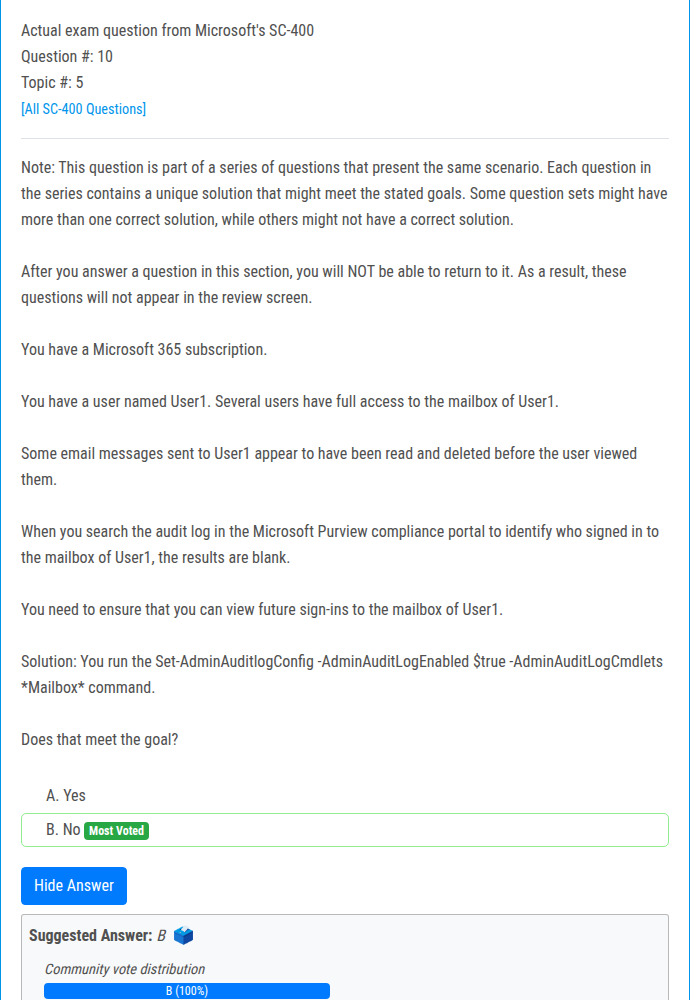 Actual exam question from Microsoft's SC-400
Question #: 10
Topic #: 5
[All SC-400 Questions]
Note: This question is part of a series of questions that present the same scenario. Each question in
the series contains a unique solution that might meet the stated goals. Some question sets might have
more than one correct solution, while others might not have a correct solution.
After you answer a question in this section, you will NOT be able to return to it. As a result, these
questions will not appear in the review screen.
You have a Microsoft 365 subscription.
You have a user named User1. Several users have full access to the mailbox of User1.
Some email messages sent to User1 appear to have been read and deleted before the user viewed
them.
When you search the audit log in the Microsoft Purview compliance portal to identify who signed in to
the mailbox of User1, the results are blank.
You need to ensure that you can view future sign-ins to the mailbox of User1.
Solution: You run the Set-AdminAuditlogConfig -AdminAuditLogEnabled $true -AdminAuditLogCmdlets
*Mailbox* command.
Does that meet the goal?
A. Yes
B. No Most Voted
Hide Answer
Suggested Answer: B
Community vote distribution
B (100%)